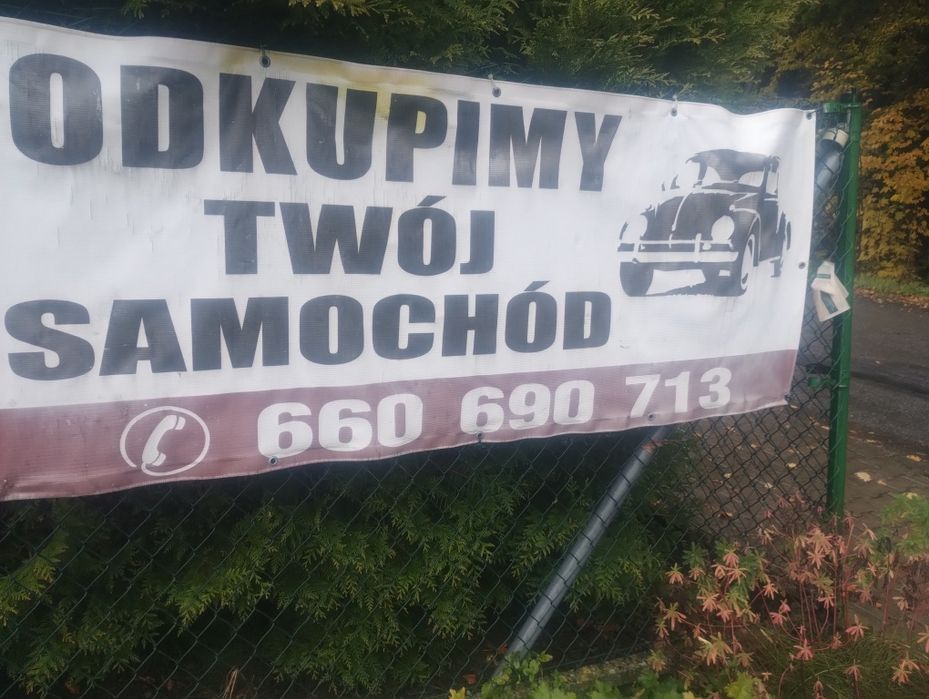 ODKUPIMY
TWÓJ
SAMOCHÓD
660 690 713